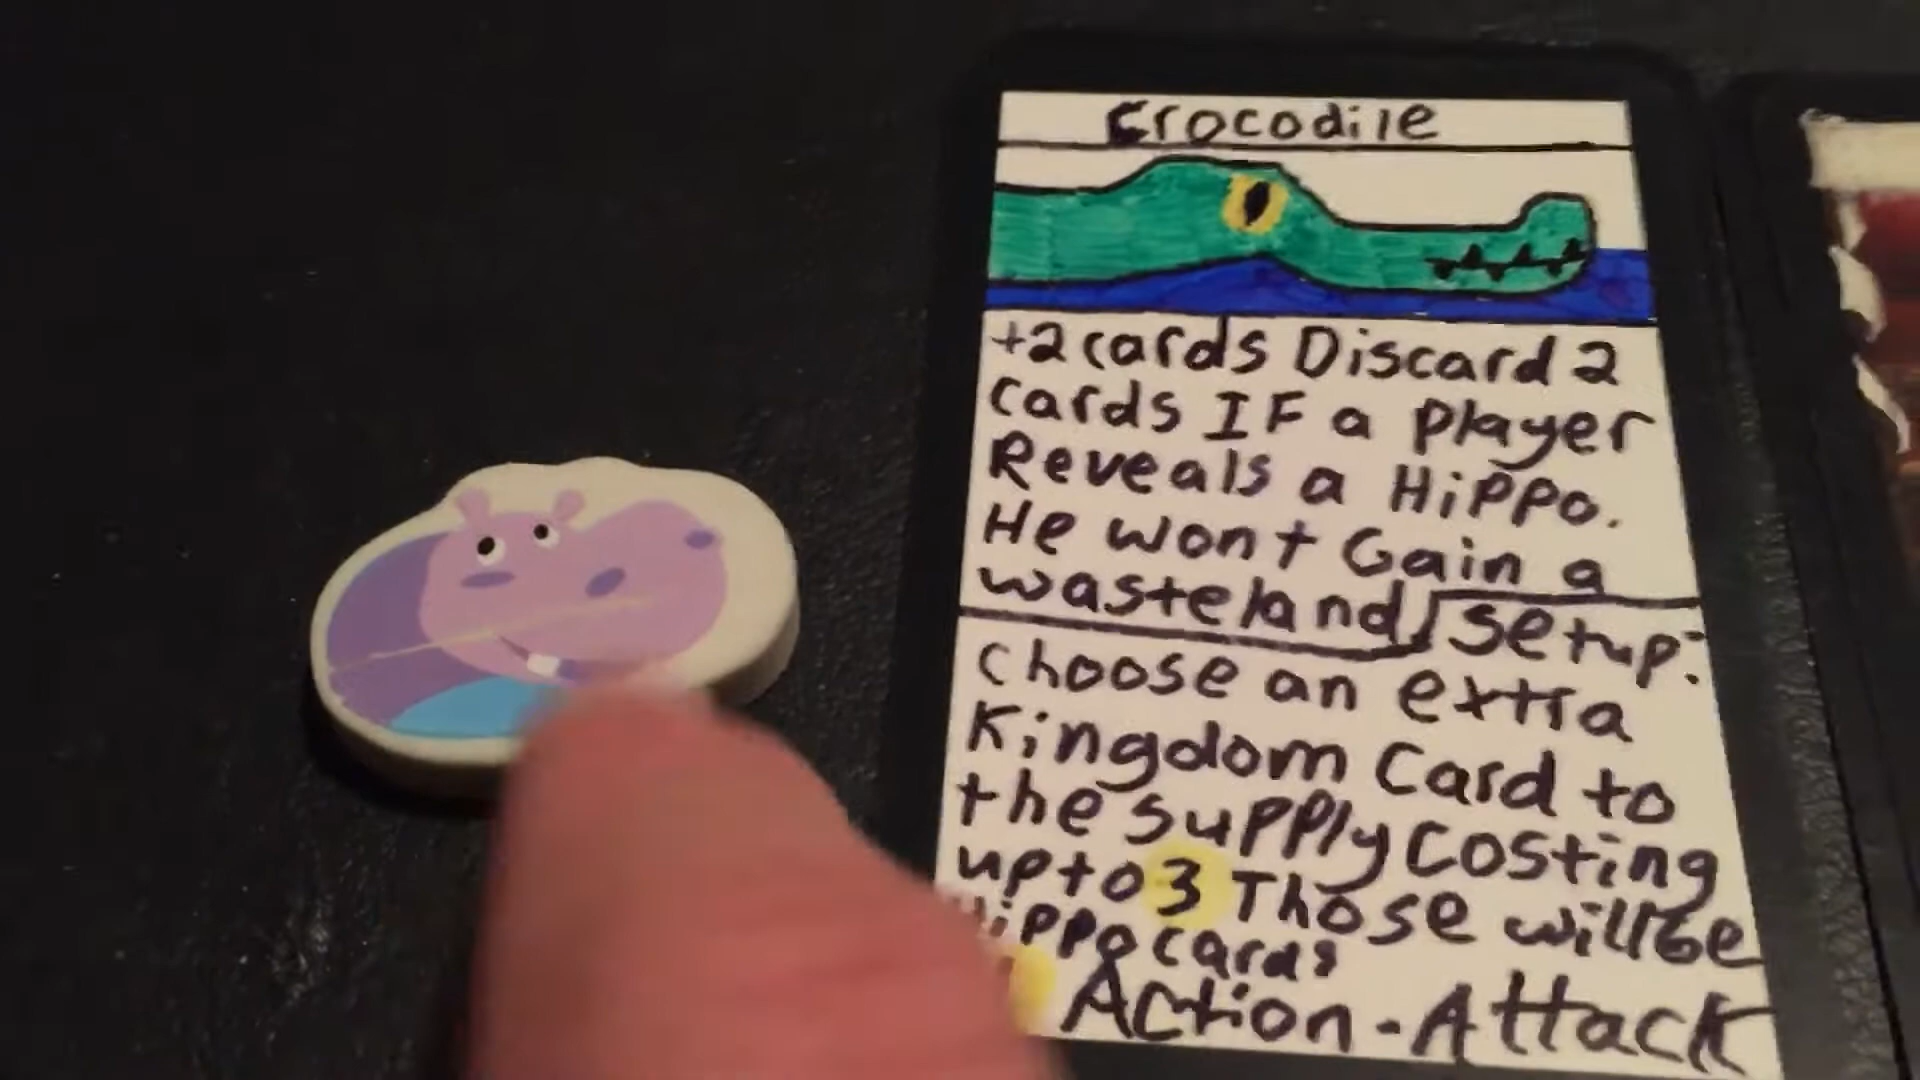 Crocodile
+2 cards Discard 2
cards IF a Player
Reveals a Hippo.
He wont Gain a
wasteland
Setup:
choose an extra
Kingdom Card to
the supply costing
up to 3 Those will be
Hippo cards
Action - Attack